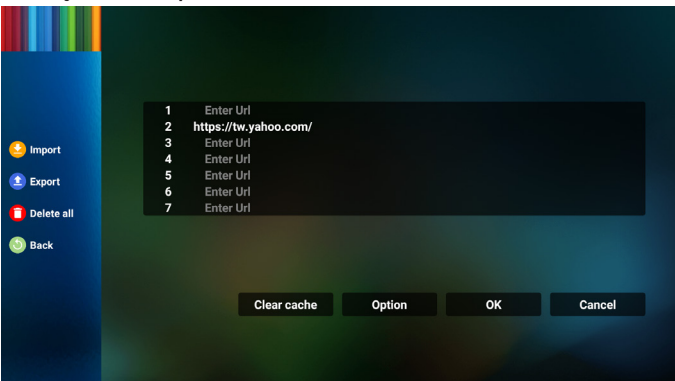 1 Enter Url
2 https://tw.yahoo.com/
3 Enter Url
4 Enter Url
5 Enter Url
6 Enter Url
7 Enter Url
Import
Export
Delete all
Back
Clear cache Option OK Cancel